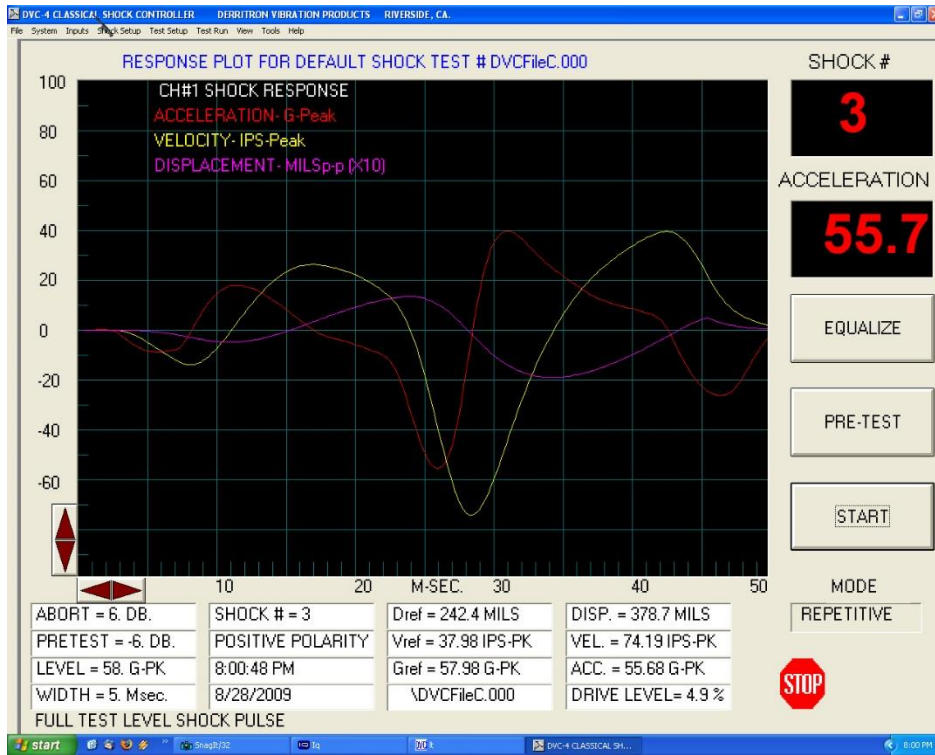 DVC-4 CLASSICAL SHOCK CONTROLLER DERRITRON VIBRATION PRODUCTS RIVERSIDE, CA.
File System Inputs Shock Setup Test Setup Test Run View Tools Help
RESPONSE PLOT FOR DEFAULT SHOCK TEST # DVCFileC.000
CH#1 SHOCK RESPONSE
ACCELERATION- G-Peak
VELOCITY- IPS-Peak
DISPLACEMENT- MILSp-p (X10)
100
80
60
40
20
0
-20
-40
-60
10 20 M-SEC. 30 40 50
SHOCK #
3
ACCELERATION
55.7
EQUALIZE
PRE-TEST
START
MODE
REPETITIVE
STOP
ABORT = 6. DB. SHOCK # = 3 Dref = 242.4 MILS DISP. = 378.7 MILS
PRETEST = -6. DB. POSITIVE POLARITY Vref = 37.98 IPS-PK VEL. = 74.19 IPS-PK
LEVEL = 58. G-PK 8:00:48 PM Gref = 57.98 G-PK ACC. = 55.68 G-PK
WIDTH = 5. Msec. 8/28/2009 \DVCFileC.000 DRIVE LEVEL= 4.9 %
FULL TEST LEVEL SHOCK PULSE
start SnagIt/32 DVC-4 CLASSICAL SH... 8:00 PM